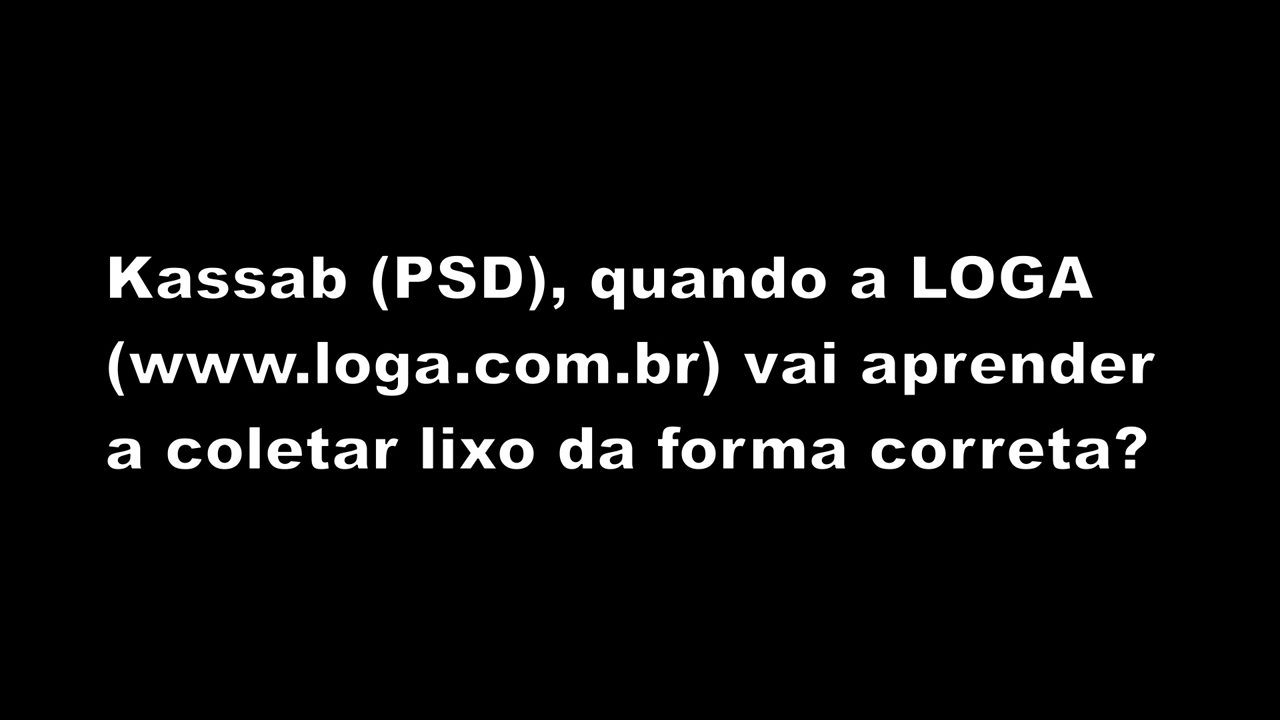 Kassab (PSD), quando a LOGA
(www.loga.com.br) vai aprender
a coletar lixo da forma correta?